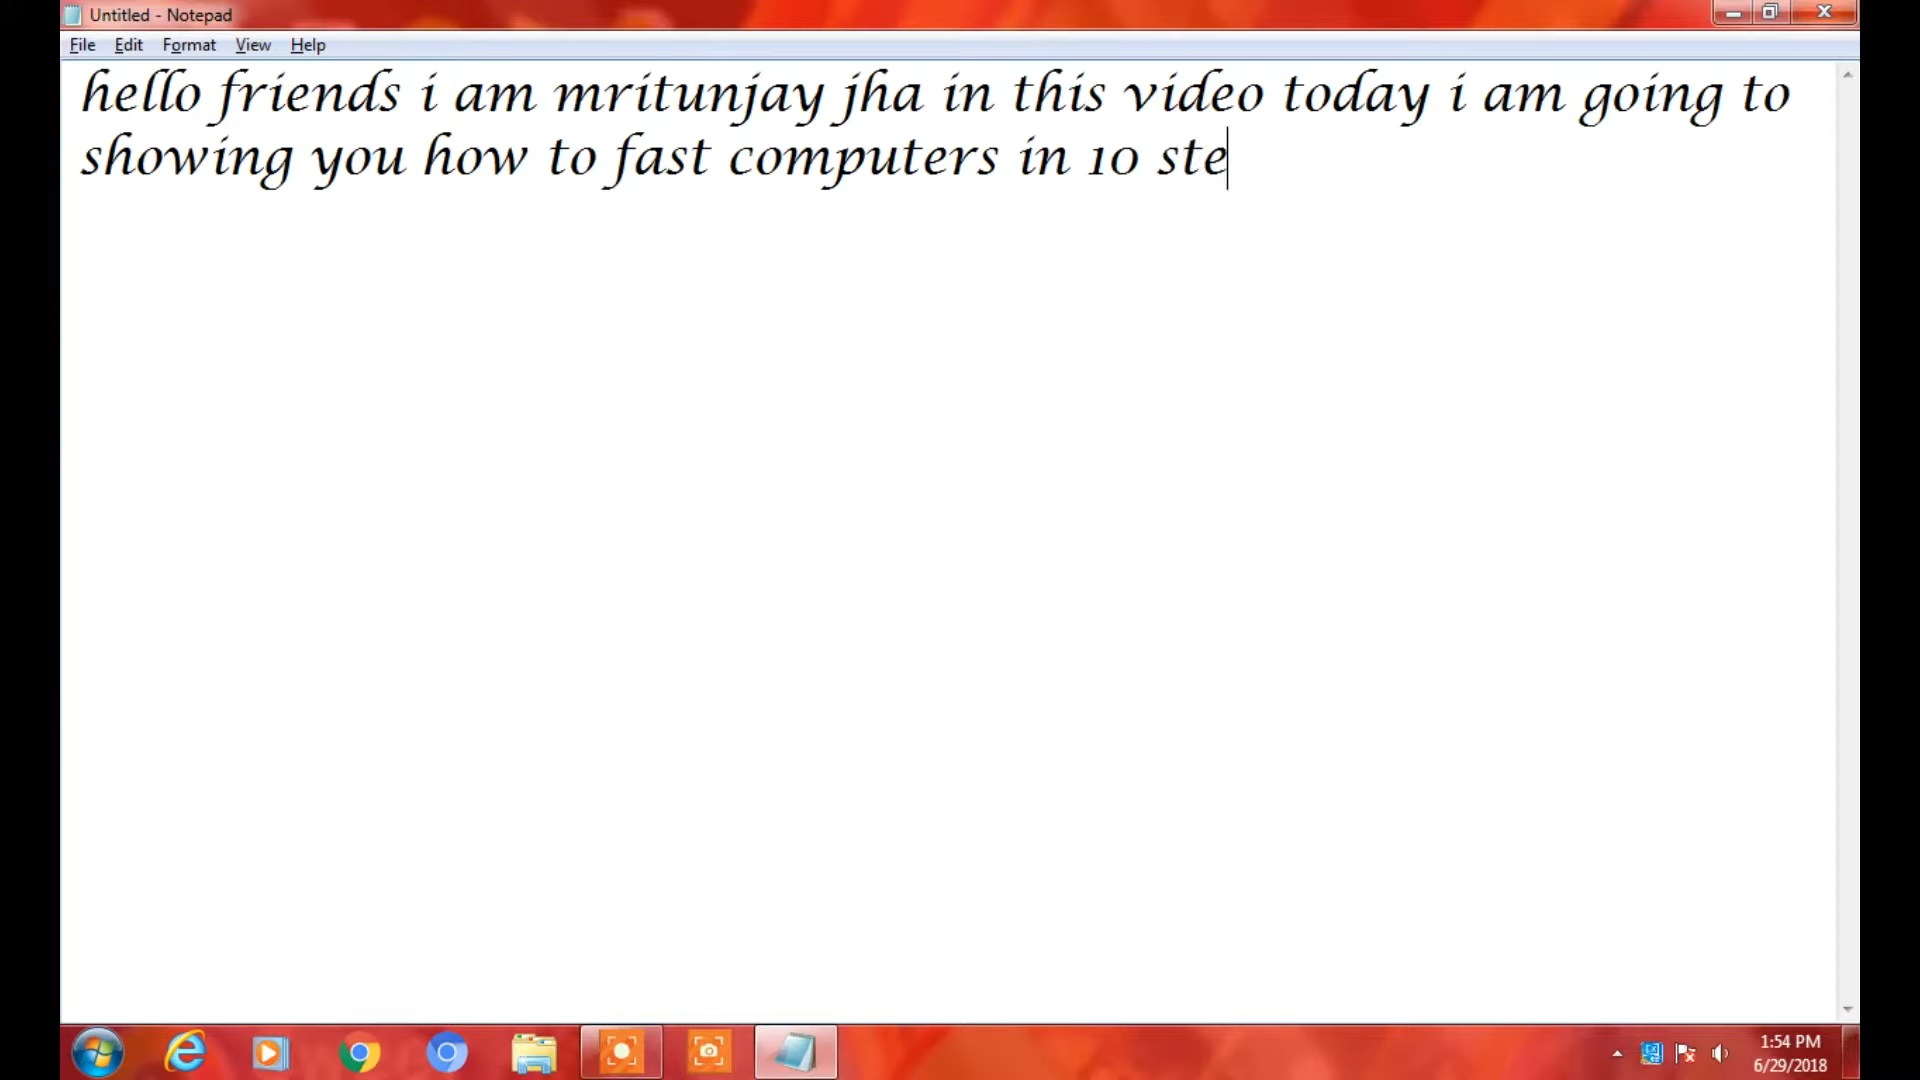 Untitled - Notepad
File Edit Format View Help
hello friends i am mritunjay jha in this video today i am going to
showing you how to fast computers in 10 ste
1:54 PM
6/29/2018